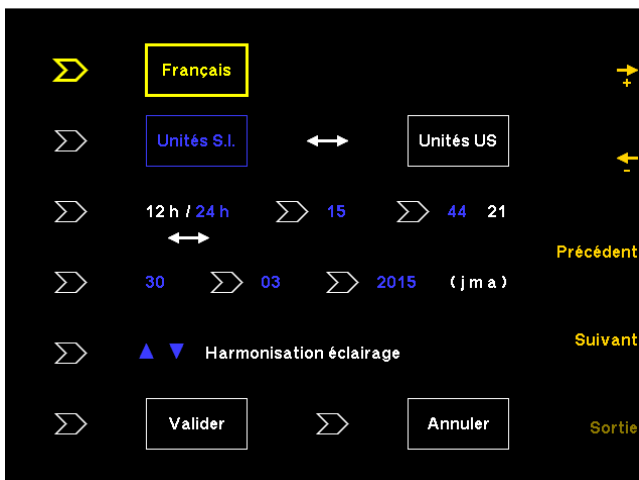 Français
+
Unités S.I. Unités US
-
12 h / 24 h 15 44 21
Précédent
30 03 2015 ( j m a )
Suivant
Harmonisation éclairage
Valider Annuler Sortie